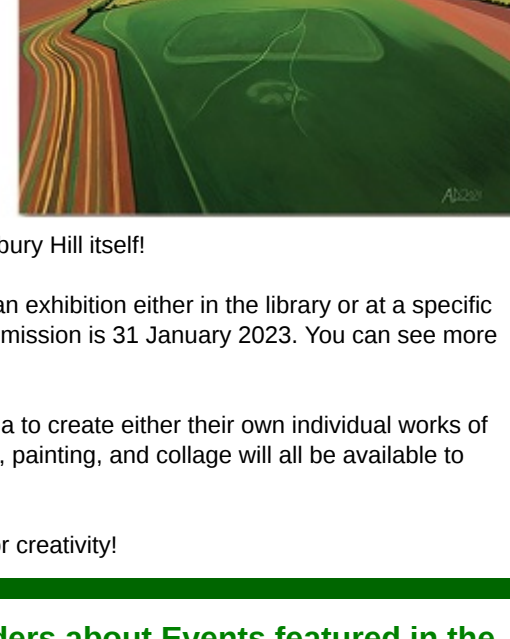 AD2021
bury Hill itself!
an exhibition either in the library or at a specific
mission is 31 January 2023. You can see more
a to create either their own individual works of
, painting, and collage will all be available to
r creativity!
ders about Events featured in the